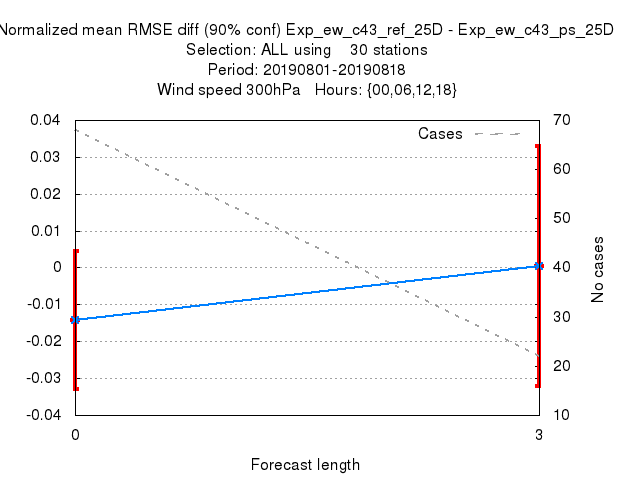 Normalized mean RMSE diff (90% conf) Exp_ew_c43_ref_25D - Exp_ew_c43_ps_25D
Selection: ALL using 30 stations
Period: 20190801-20190818
Wind speed 300hPa Hours: {00,06,12,18}
0.04
0.03
0.02
0.01
0
-0.01
-0.02
-0.03
-0.04
Cases
70
60
50
40
30
20
10
No cases
0
3
Forecast length